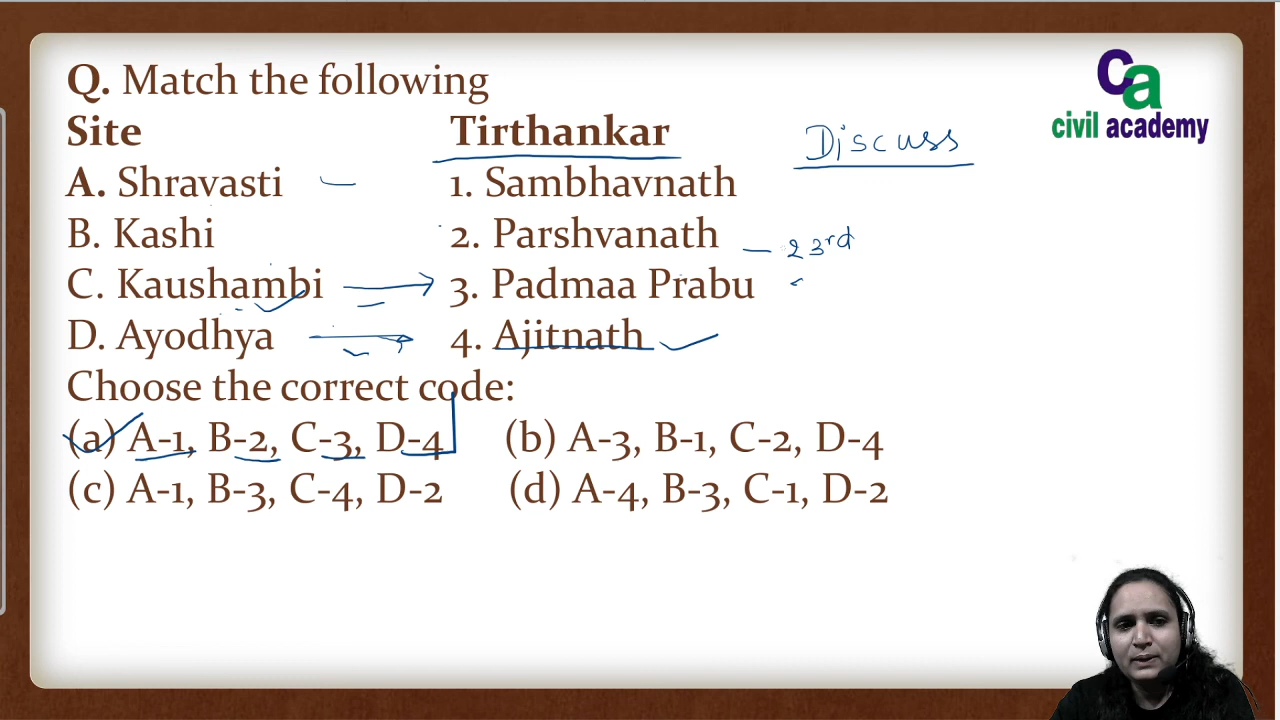 Q. Match the following
Site Tirthankar Discuss
A. Shravasti 1. Sambhavnath
B. Kashi 2. Parshvanath - 23rd
C. Kaushambi 3. Padmaa Prabu
D. Ayodhya 4. Ajitnath
Choose the correct code:
(a) A-1, B-2, C-3, D-4 (b) A-3, B-1, C-2, D-4
(c) A-1, B-3, C-4, D-2 (d) A-4, B-3, C-1, D-2
ca
civil academy